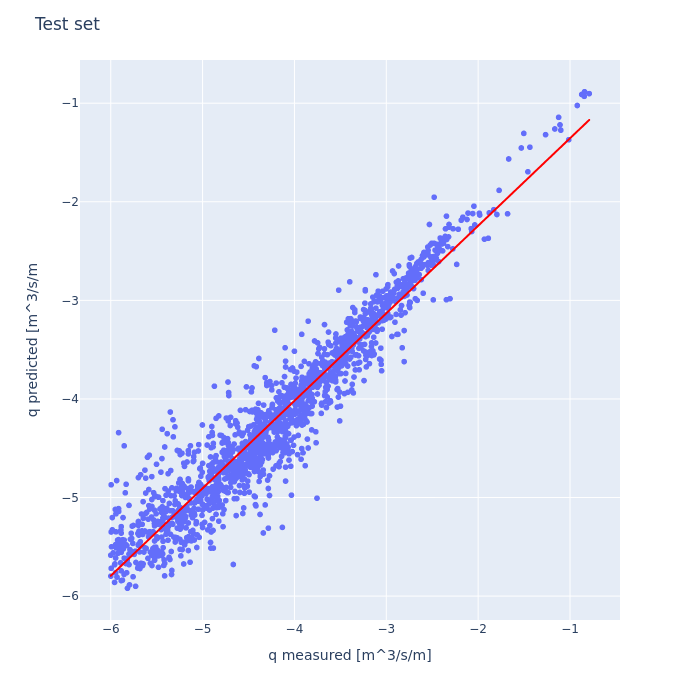 Test set
−1
−2
−3
−4
−5
−6
q predicted [m^3/s/m
−6 −5 −4 −3 −2 −1
q measured [m^3/s/m]